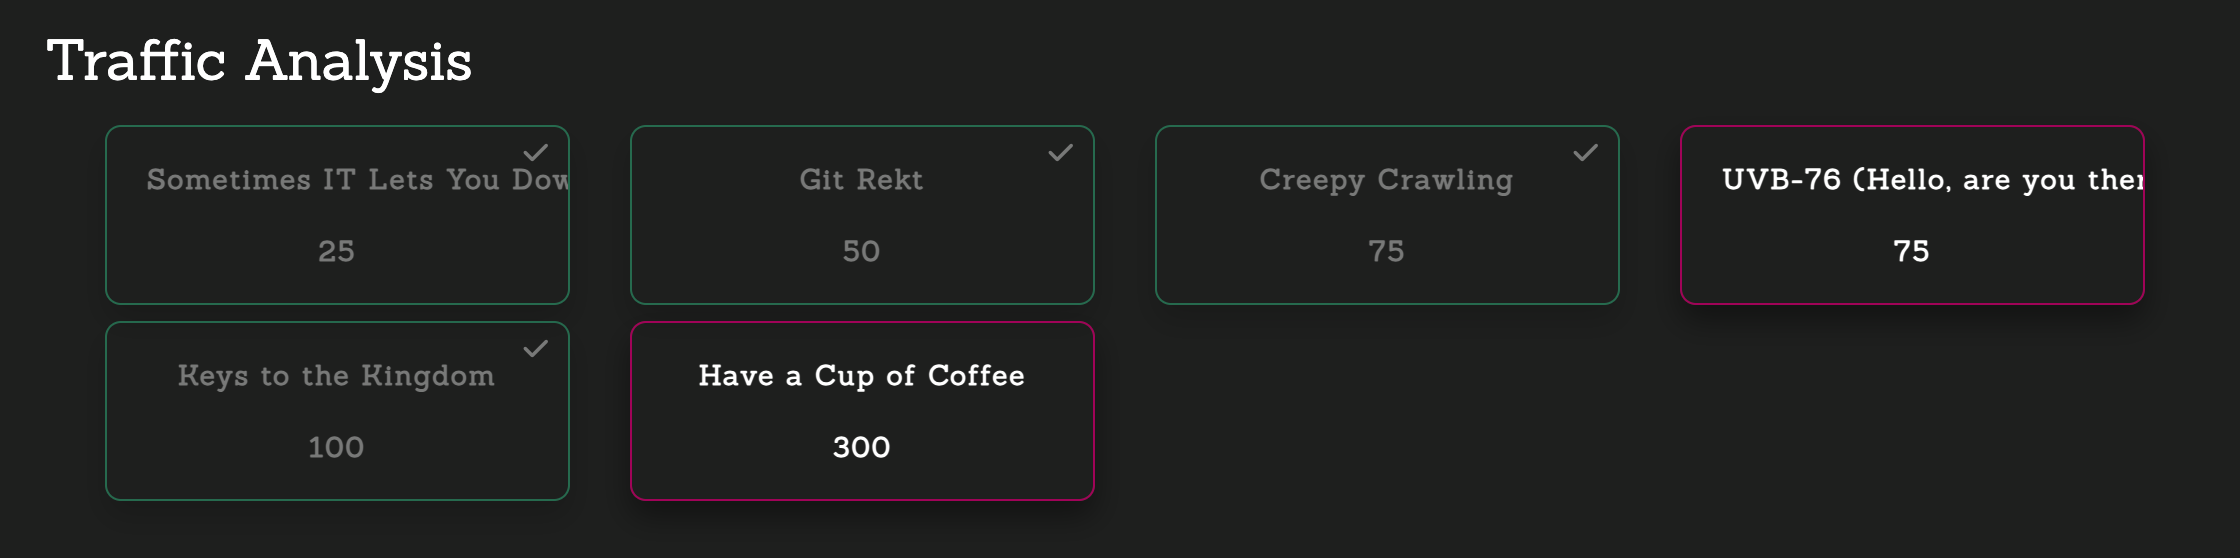 Traffic Analysis
Sometimes IT Lets You Dow
25
Git Rekt
50
Creepy Crawling
75
UVB-76 (Hello, are you ther
75
Keys to the Kingdom
100
Have a Cup of Coffee
300